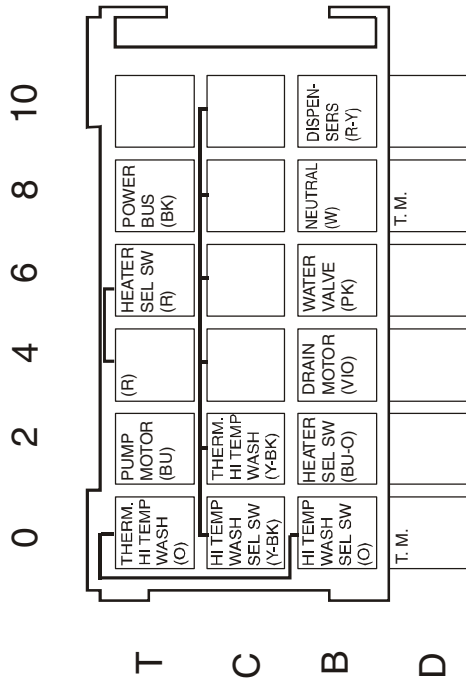 10
8
6
4
2
0
DISPEN-
SERS
(R-Y)
POWER
BUS
(BK)
NEUTRAL
(W)
T. M.
HEATER
SEL SW
(R)
WATER
VALVE
(PK)
(R)
DRAIN
MOTOR
(VIO)
PUMP
MOTOR
(BU)
THERM.
HI TEMP
WASH
(Y-BK)
HEATER
SEL SW
(BU-O)
THERM.
HI TEMP
WASH
(O)
HI TEMP
WASH
SEL SW
(Y-BK)
HI TEMP
WASH
SEL SW
(O)
T. M.
T
C
B
D